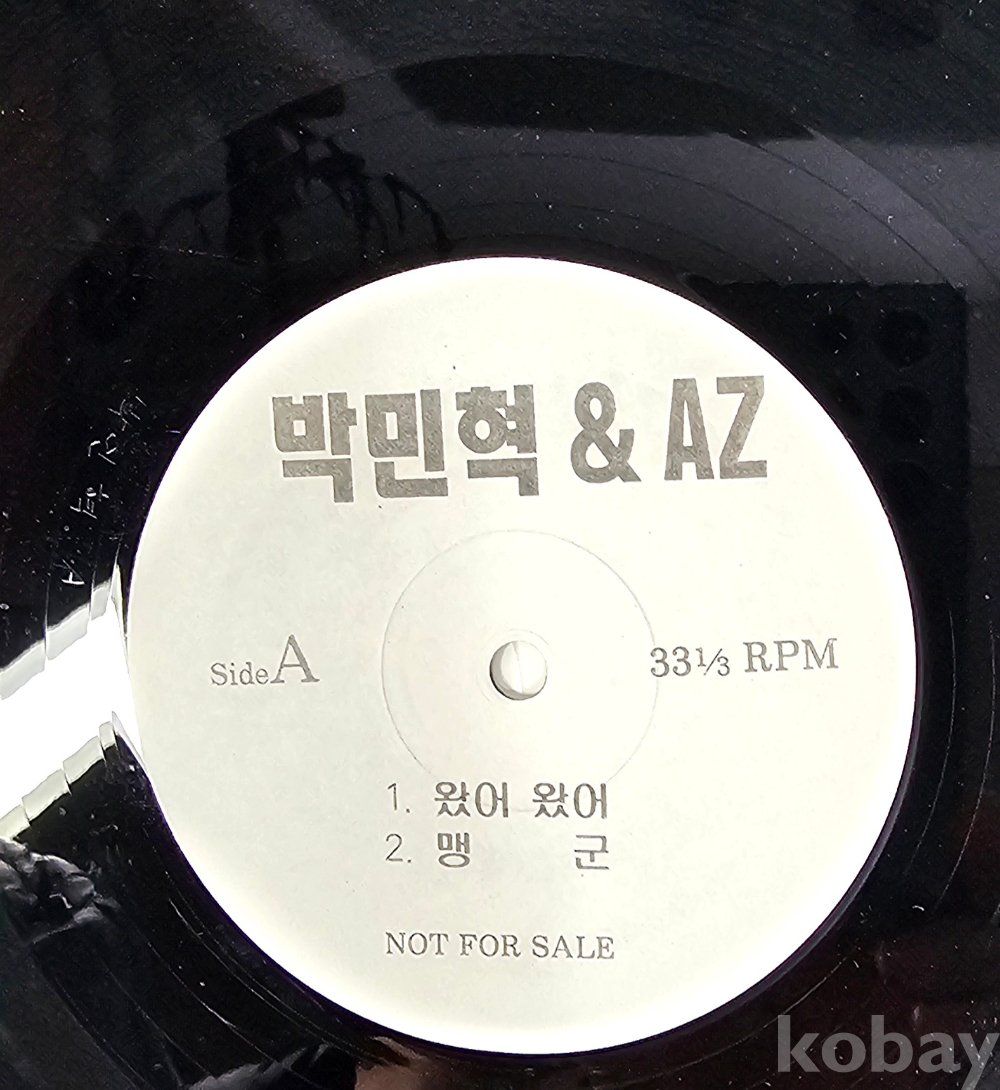 박민혁 & AZ
Side A
33⅓ RPM
1. 왔어 왔어
2. 맹 군
NOT FOR SALE
kobay